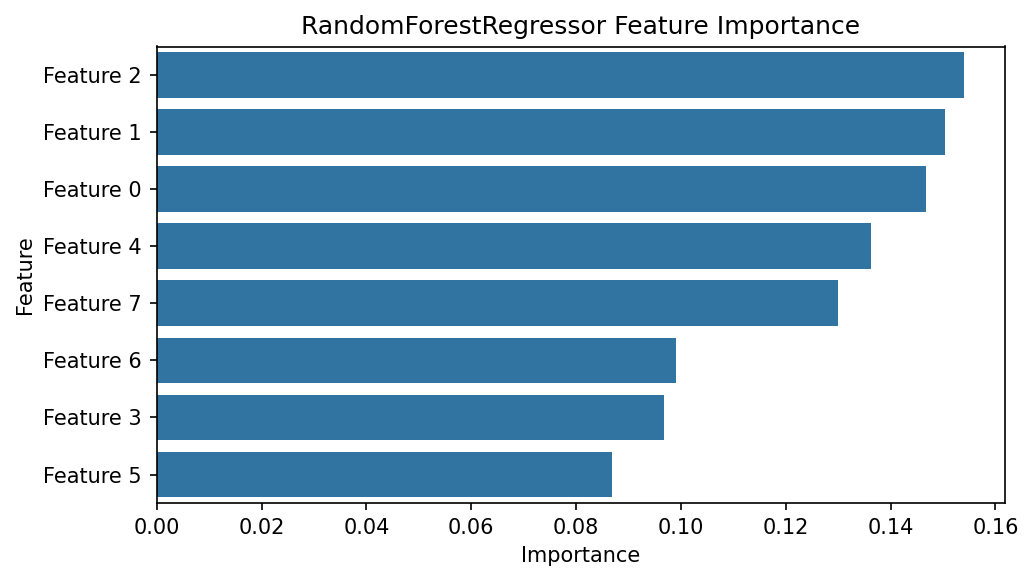 RandomForestRegressor Feature Importance
Feature 2
Feature 1
Feature 0
Feature 4
Feature 7
Feature 6
Feature 3
Feature 5
Feature
0.00 0.02 0.04 0.06 0.08 0.10 0.12 0.14 0.16
Importance